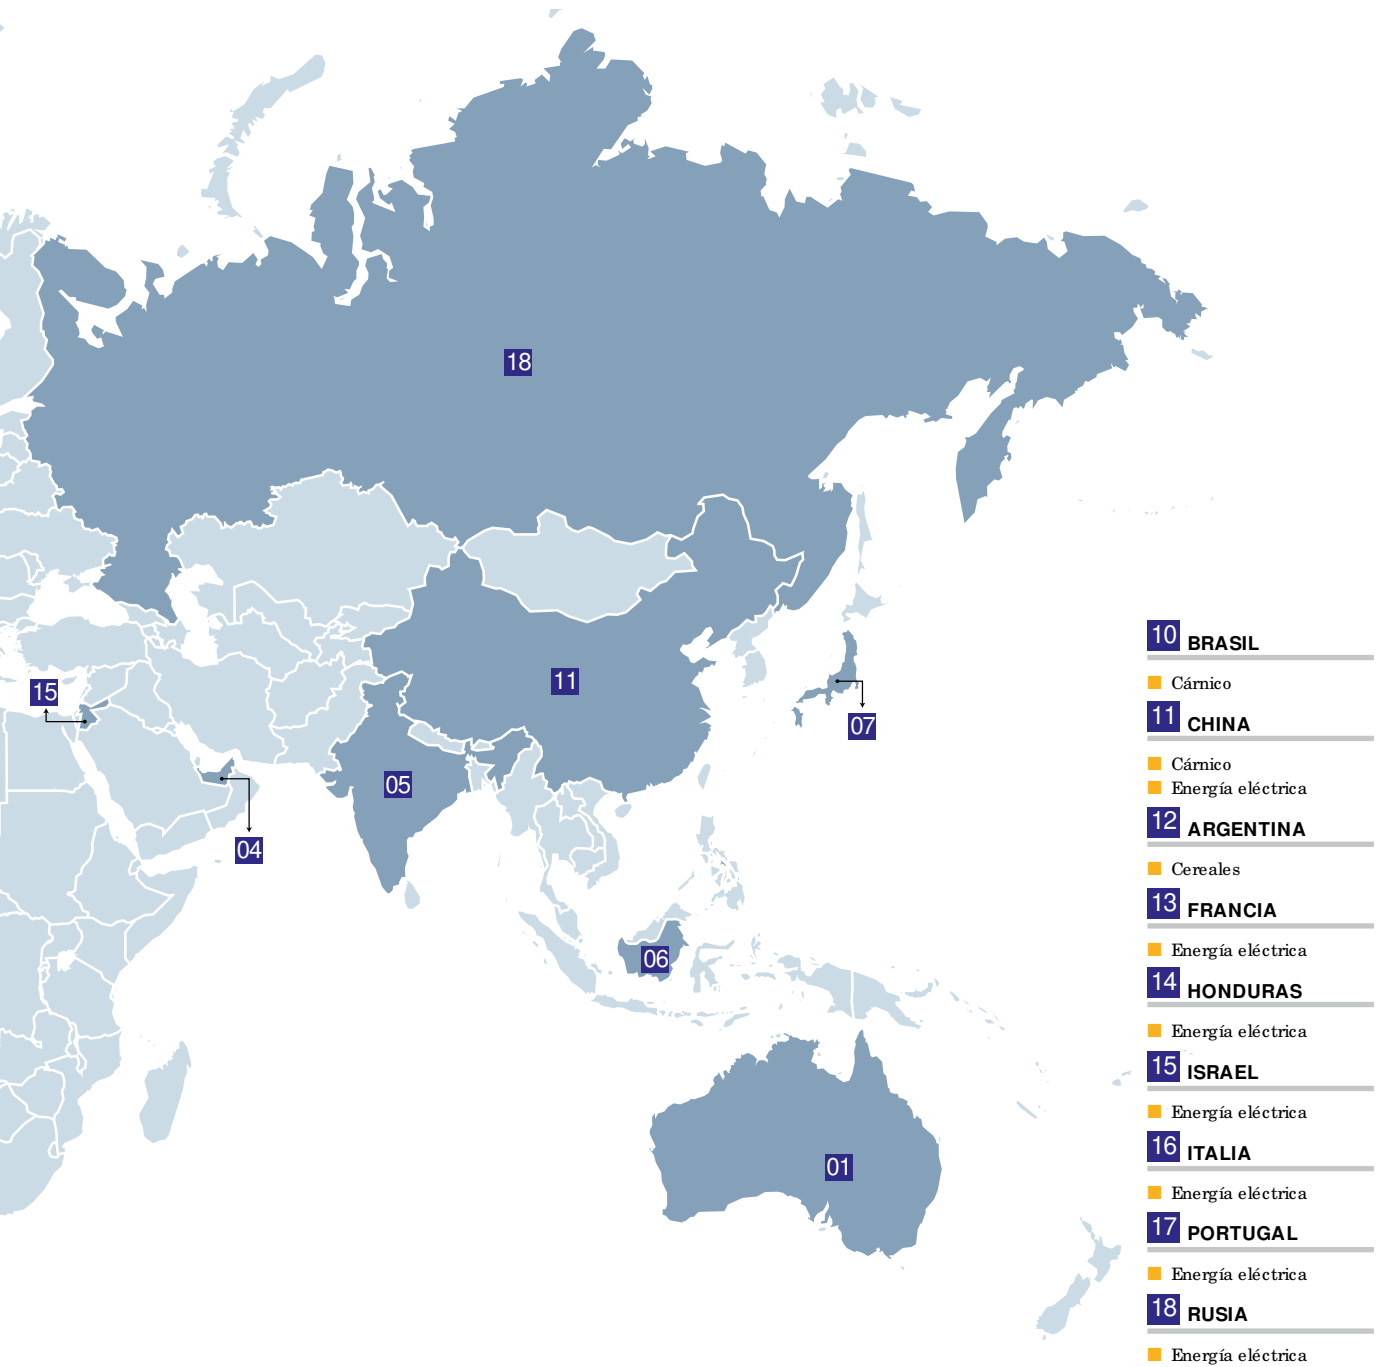 18
15
11
07
05
04
06
01
10 BRASIL
Cárnico
11 CHINA
Cárnico
Energía eléctrica
12 ARGENTINA
Cereales
13 FRANCIA
Energía eléctrica
14 HONDURAS
Energía eléctrica
15 ISRAEL
Energía eléctrica
16 ITALIA
Energía eléctrica
17 PORTUGAL
Energía eléctrica
18 RUSIA
Energía eléctrica